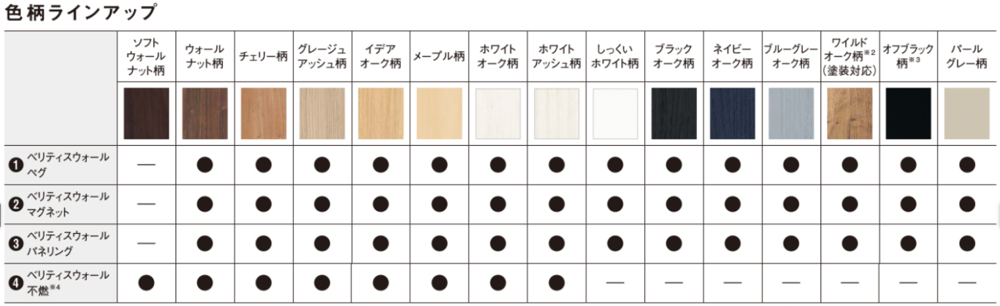 色柄ラインアップ
ソフト
ウォール
ナット柄
ウォール
ナット柄
チェリー柄
グレージュ
アッシュ柄
イデア
オーク柄
メープル柄
ホワイト
オーク柄
ホワイト
アッシュ柄
しっくい
ホワイト柄
ブラック
オーク柄
ネイビー
オーク柄
ブルーグレー
オーク柄
ワイルド
オーク柄※2
(塗装対応)
オフブラック
柄※3
パール
グレー柄
❶ ベリティスウォール
ペグ
— ● ● ● ● ● ● ● ● ● ● ● ● ● ●
❷ ベリティスウォール
マグネット
— ● ● ● ● ● ● ● ● ● ● ● ● ● ●
❸ ベリティスウォール
パネリング
— ● ● ● ● ● ● ● ● ● ● ● ● ● ●
❹ ベリティスウォール
不燃※4
● ● ● ● ● ● ● ● — — — — — — —